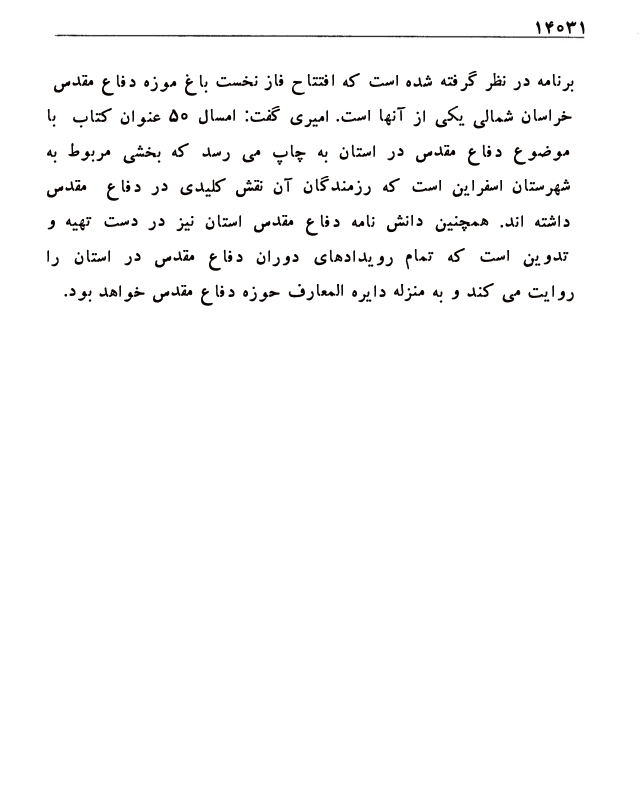 ۱۴۰۳۱
برنامه در نظر گرفته شده است که افتتاح فاز نخست باغ موزه دفاع مقدس
خراسان شمالی یکی از آنها است. امیری گفت: امسال ۵۰ عنوان کتاب با
موضوع دفاع مقدس در استان به چاپ می رسد که بخشی مربوط به
شهرستان اسفراین است که رزمندگان آن نقش کلیدی در دفاع مقدس
داشته اند. همچنین دانش نامه دفاع مقدس استان نیز در دست تهیه و
تدوین است که تمام رویدادهای دوران دفاع مقدس در استان را
روایت می کند و به منزله دایره المعارف حوزه دفاع مقدس خواهد بود.